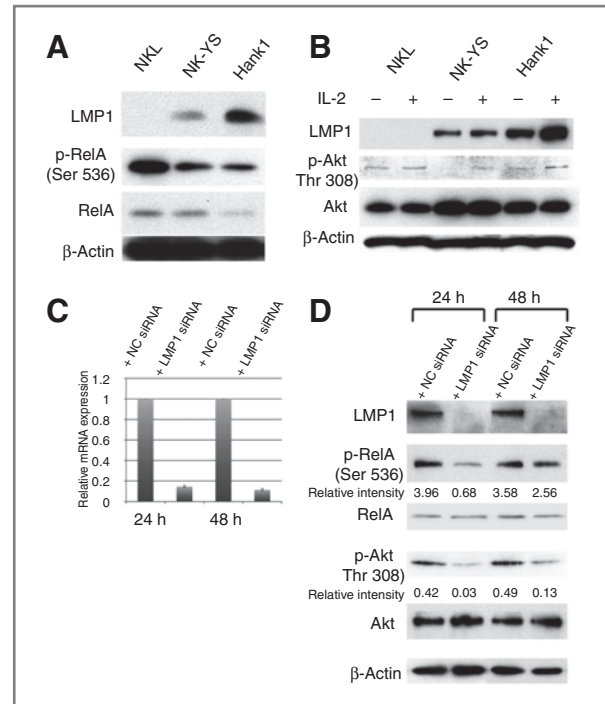 A
NKL
NK-YS
Hank1
LMP1
p-RelA
(Ser 536)
RelA
β-Actin
B
NKL
NK-YS
Hank1
IL-2 – + – + – +
LMP1
p-Akt
Thr 308)
Akt
β-Actin
C
+ NC siRNA
+ LMP1 siRNA
+ NC siRNA
+ LMP1 siRNA
Relative mRNA expression
1.2
1
0.8
0.6
0.4
0.2
0
24 h 48 h
D
24 h 48 h
+ NC siRNA
+ LMP1 siRNA
+ NC siRNA
+ LMP1 siRNA
LMP1
p-RelA
(Ser 536)
Relative intensity 3.96 0.68 3.58 2.56
RelA
p-Akt
Thr 308)
Relative intensity 0.42 0.03 0.49 0.13
Akt
β-Actin